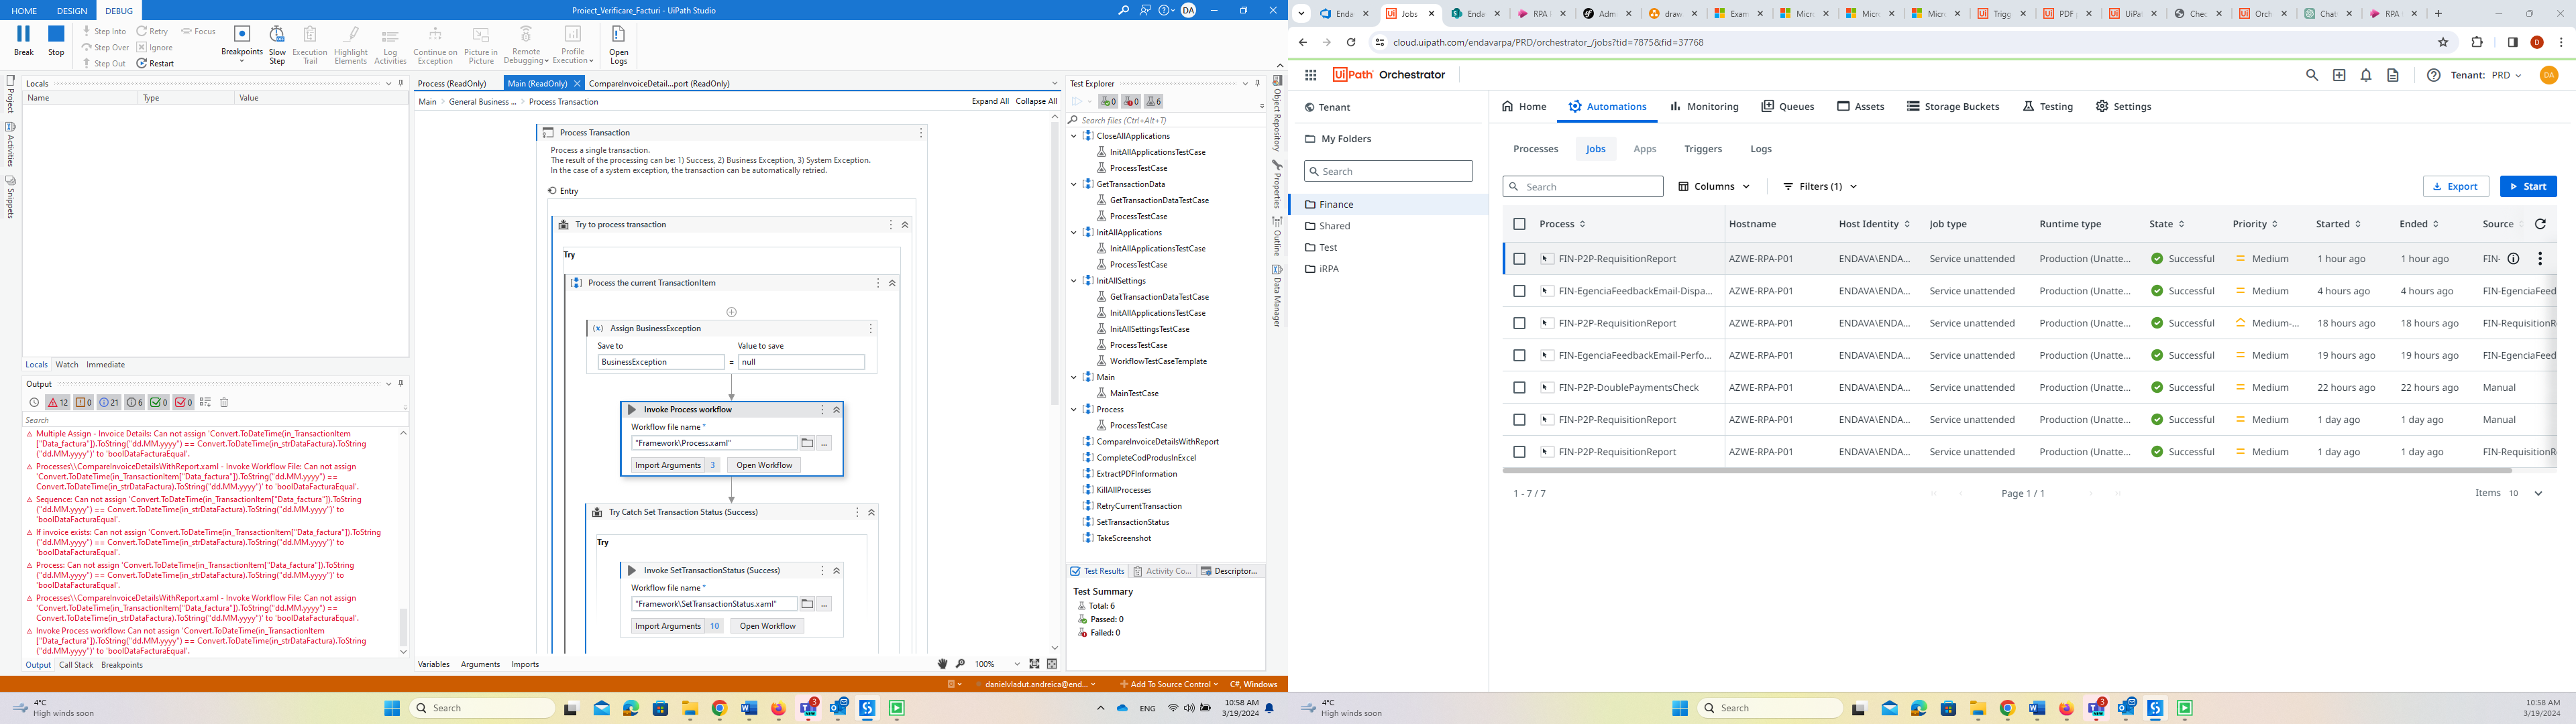 HOME DESIGN DEBUG
Proiect_Verificare_Facturi - UiPath Studio
DA
Break
Stop
Step Into
Step Over
Step Out
Retry
Ignore
Restart
Focus
Breakpoints
Slow Step
Execution Trail
Highlight Elements
Log Activities
Continue on Exception
Picture in Picture
Remote Debugging
Profile Execution
Open Logs
Project
Activities
Snippets
Locals
Name Type Value
Locals Watch Immediate
Output
12 0 21 6 0 0
Search
Multiple Assign - Invoice Details: Can not assign 'Convert.ToDateTime(in_TransactionItem
["Data_factura"]).ToString("dd.MM.yyyy") == Convert.ToDateTime(in_strDataFactura).ToString
("dd.MM.yyyy")' to 'boolDataFacturaEqual'.
Processes\\CompareInvoiceDetailsWithReport.xaml - Invoke Workflow File: Can not assign
'Convert.ToDateTime(in_TransactionItem["Data_factura"]).ToString("dd.MM.yyyy") ==
Convert.ToDateTime(in_strDataFactura).ToString("dd.MM.yyyy")' to 'boolDataFacturaEqual'.
Sequence: Can not assign 'Convert.ToDateTime(in_TransactionItem["Data_factura"]).ToString
("dd.MM.yyyy") == Convert.ToDateTime(in_strDataFactura).ToString("dd.MM.yyyy")' to
'boolDataFacturaEqual'.
If invoice exists: Can not assign 'Convert.ToDateTime(in_TransactionItem["Data_factura"]).ToString
("dd.MM.yyyy") == Convert.ToDateTime(in_strDataFactura).ToString("dd.MM.yyyy")' to
'boolDataFacturaEqual'.
Process: Can not assign 'Convert.ToDateTime(in_TransactionItem["Data_factura"]).ToString
("dd.MM.yyyy") == Convert.ToDateTime(in_strDataFactura).ToString("dd.MM.yyyy")' to
'boolDataFacturaEqual'.
Processes\\CompareInvoiceDetailsWithReport.xaml - Invoke Workflow File: Can not assign
'Convert.ToDateTime(in_TransactionItem["Data_factura"]).ToString("dd.MM.yyyy") ==
Convert.ToDateTime(in_strDataFactura).ToString("dd.MM.yyyy")' to 'boolDataFacturaEqual'.
Invoke Process workflow: Can not assign 'Convert.ToDateTime(in_TransactionItem
["Data_factura"]).ToString("dd.MM.yyyy") == Convert.ToDateTime(in_strDataFactura).ToString
("dd.MM.yyyy")' to 'boolDataFacturaEqual'.
Output Call Stack Breakpoints
Process (ReadOnly) Main (ReadOnly) CompareInvoiceDetail...port (ReadOnly)
Main > General Business ... > Process Transaction
Expand All Collapse All
Process Transaction
Process a single transaction.
The result of the processing can be: 1) Success, 2) Business Exception, 3) System Exception.
In the case of a system exception, the transaction can be automatically retried.
Entry
Try to process transaction
Try
Process the current TransactionItem
Assign BusinessException
Save to Value to save
BusinessException = null
Invoke Process workflow
Workflow file name *
"Framework\Process.xaml"
...
Import Arguments 3 Open Workflow
Try Catch Set Transaction Status (Success)
Try
Invoke SetTransactionStatus (Success)
Workflow file name *
"Framework\SetTransactionStatus.xaml"
...
Import Arguments 10 Open Workflow
Variables Arguments Imports
100%
Test Explorer
0 0 6
Search files (Ctrl+Alt+T)
CloseAllApplications
InitAllApplicationsTestCase
ProcessTestCase
GetTransactionData
GetTransactionDataTestCase
ProcessTestCase
InitAllApplications
InitAllApplicationsTestCase
ProcessTestCase
InitAllSettings
GetTransactionDataTestCase
InitAllApplicationsTestCase
InitAllSettingsTestCase
ProcessTestCase
WorkflowTestCaseTemplate
Main
MainTestCase
Process
ProcessTestCase
CompareInvoiceDetailsWithReport
CompleteCodProdusInExcel
ExtractPDFInformation
KillAllProcesses
RetryCurrentTransaction
SetTransactionStatus
TakeScreenshot
Test Results Activity Co... Descriptor...
Test Summary
Total: 6
Passed: 0
Failed: 0
Object Repository
Properties
Outline
Data Manager
danielvladut.andreica@end...
Add To Source Control
C#, Windows
4°C
High winds soon
Search
3
ENG
10:58 AM
3/19/2024
Enda Jobs Enda RPA Adm draw Exam Micro Micro Micro Trigg PDF UiPat Chec Orch Chat RPA
cloud.uipath.com/endavarpa/PRD/orchestrator_/jobs?tid=7875&fid=37768
D
UiPath Orchestrator
Tenant: PRD
DA
Tenant
My Folders
Search
Finance
Shared
Test
iRPA
Home Automations Monitoring Queues Assets Storage Buckets Testing Settings
Processes Jobs Apps Triggers Logs
Search
Columns
Filters (1)
Export
Start
Process Hostname Host Identity Job type Runtime type State Priority Started Ended Source
FIN-P2P-RequisitionReport AZWE-RPA-P01 ENDAVA\ENDA... Service unattended Production (Unatte... Successful Medium 1 hour ago 1 hour ago FIN-
FIN-EgenciaFeedbackEmail-Dispa... AZWE-RPA-P01 ENDAVA\ENDA... Service unattended Production (Unatte... Successful Medium 4 hours ago 4 hours ago FIN-EgenciaFeed
FIN-P2P-RequisitionReport AZWE-RPA-P01 ENDAVA\ENDA... Service unattended Production (Unatte... Successful Medium-... 18 hours ago 18 hours ago FIN-RequisitionR
FIN-EgenciaFeedbackEmail-Perfo... AZWE-RPA-P01 ENDAVA\ENDA... Service unattended Production (Unatte... Successful Medium 19 hours ago 19 hours ago FIN-EgenciaFeed
FIN-P2P-DoublePaymentsCheck AZWE-RPA-P01 ENDAVA\ENDA... Service unattended Production (Unatte... Successful Medium 22 hours ago 22 hours ago Manual
FIN-P2P-RequisitionReport AZWE-RPA-P01 ENDAVA\ENDA... Service unattended Production (Unatte... Successful Medium 1 day ago 1 day ago Manual
FIN-P2P-RequisitionReport AZWE-RPA-P01 ENDAVA\ENDA... Service unattended Production (Unatte... Successful Medium 1 day ago 1 day ago FIN-RequisitionR
1 - 7 / 7
Page 1 / 1
Items 10
4°C
High winds soon
Search
3
10:58 AM
3/19/2024